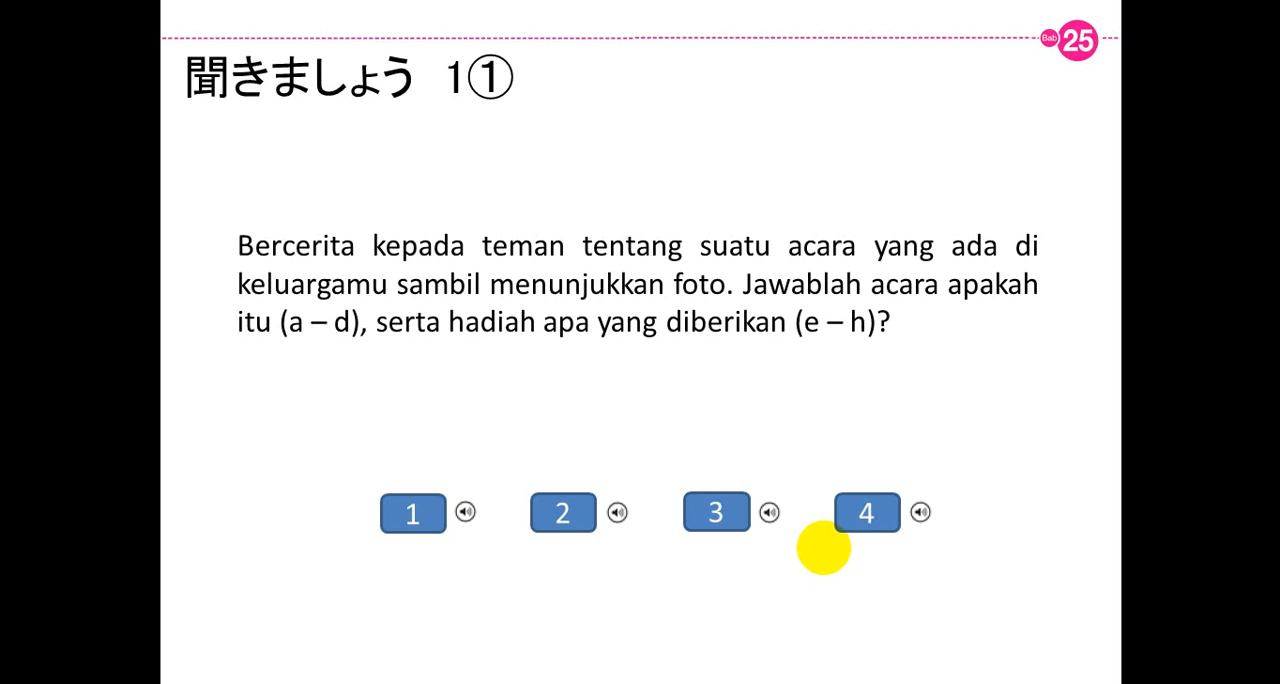 Bab 25
聞きましょう 1①
Bercerita kepada teman tentang suatu acara yang ada di
keluargamu sambil menunjukkan foto. Jawablah acara apakah
itu (a – d), serta hadiah apa yang diberikan (e – h)?
1 2 3 4